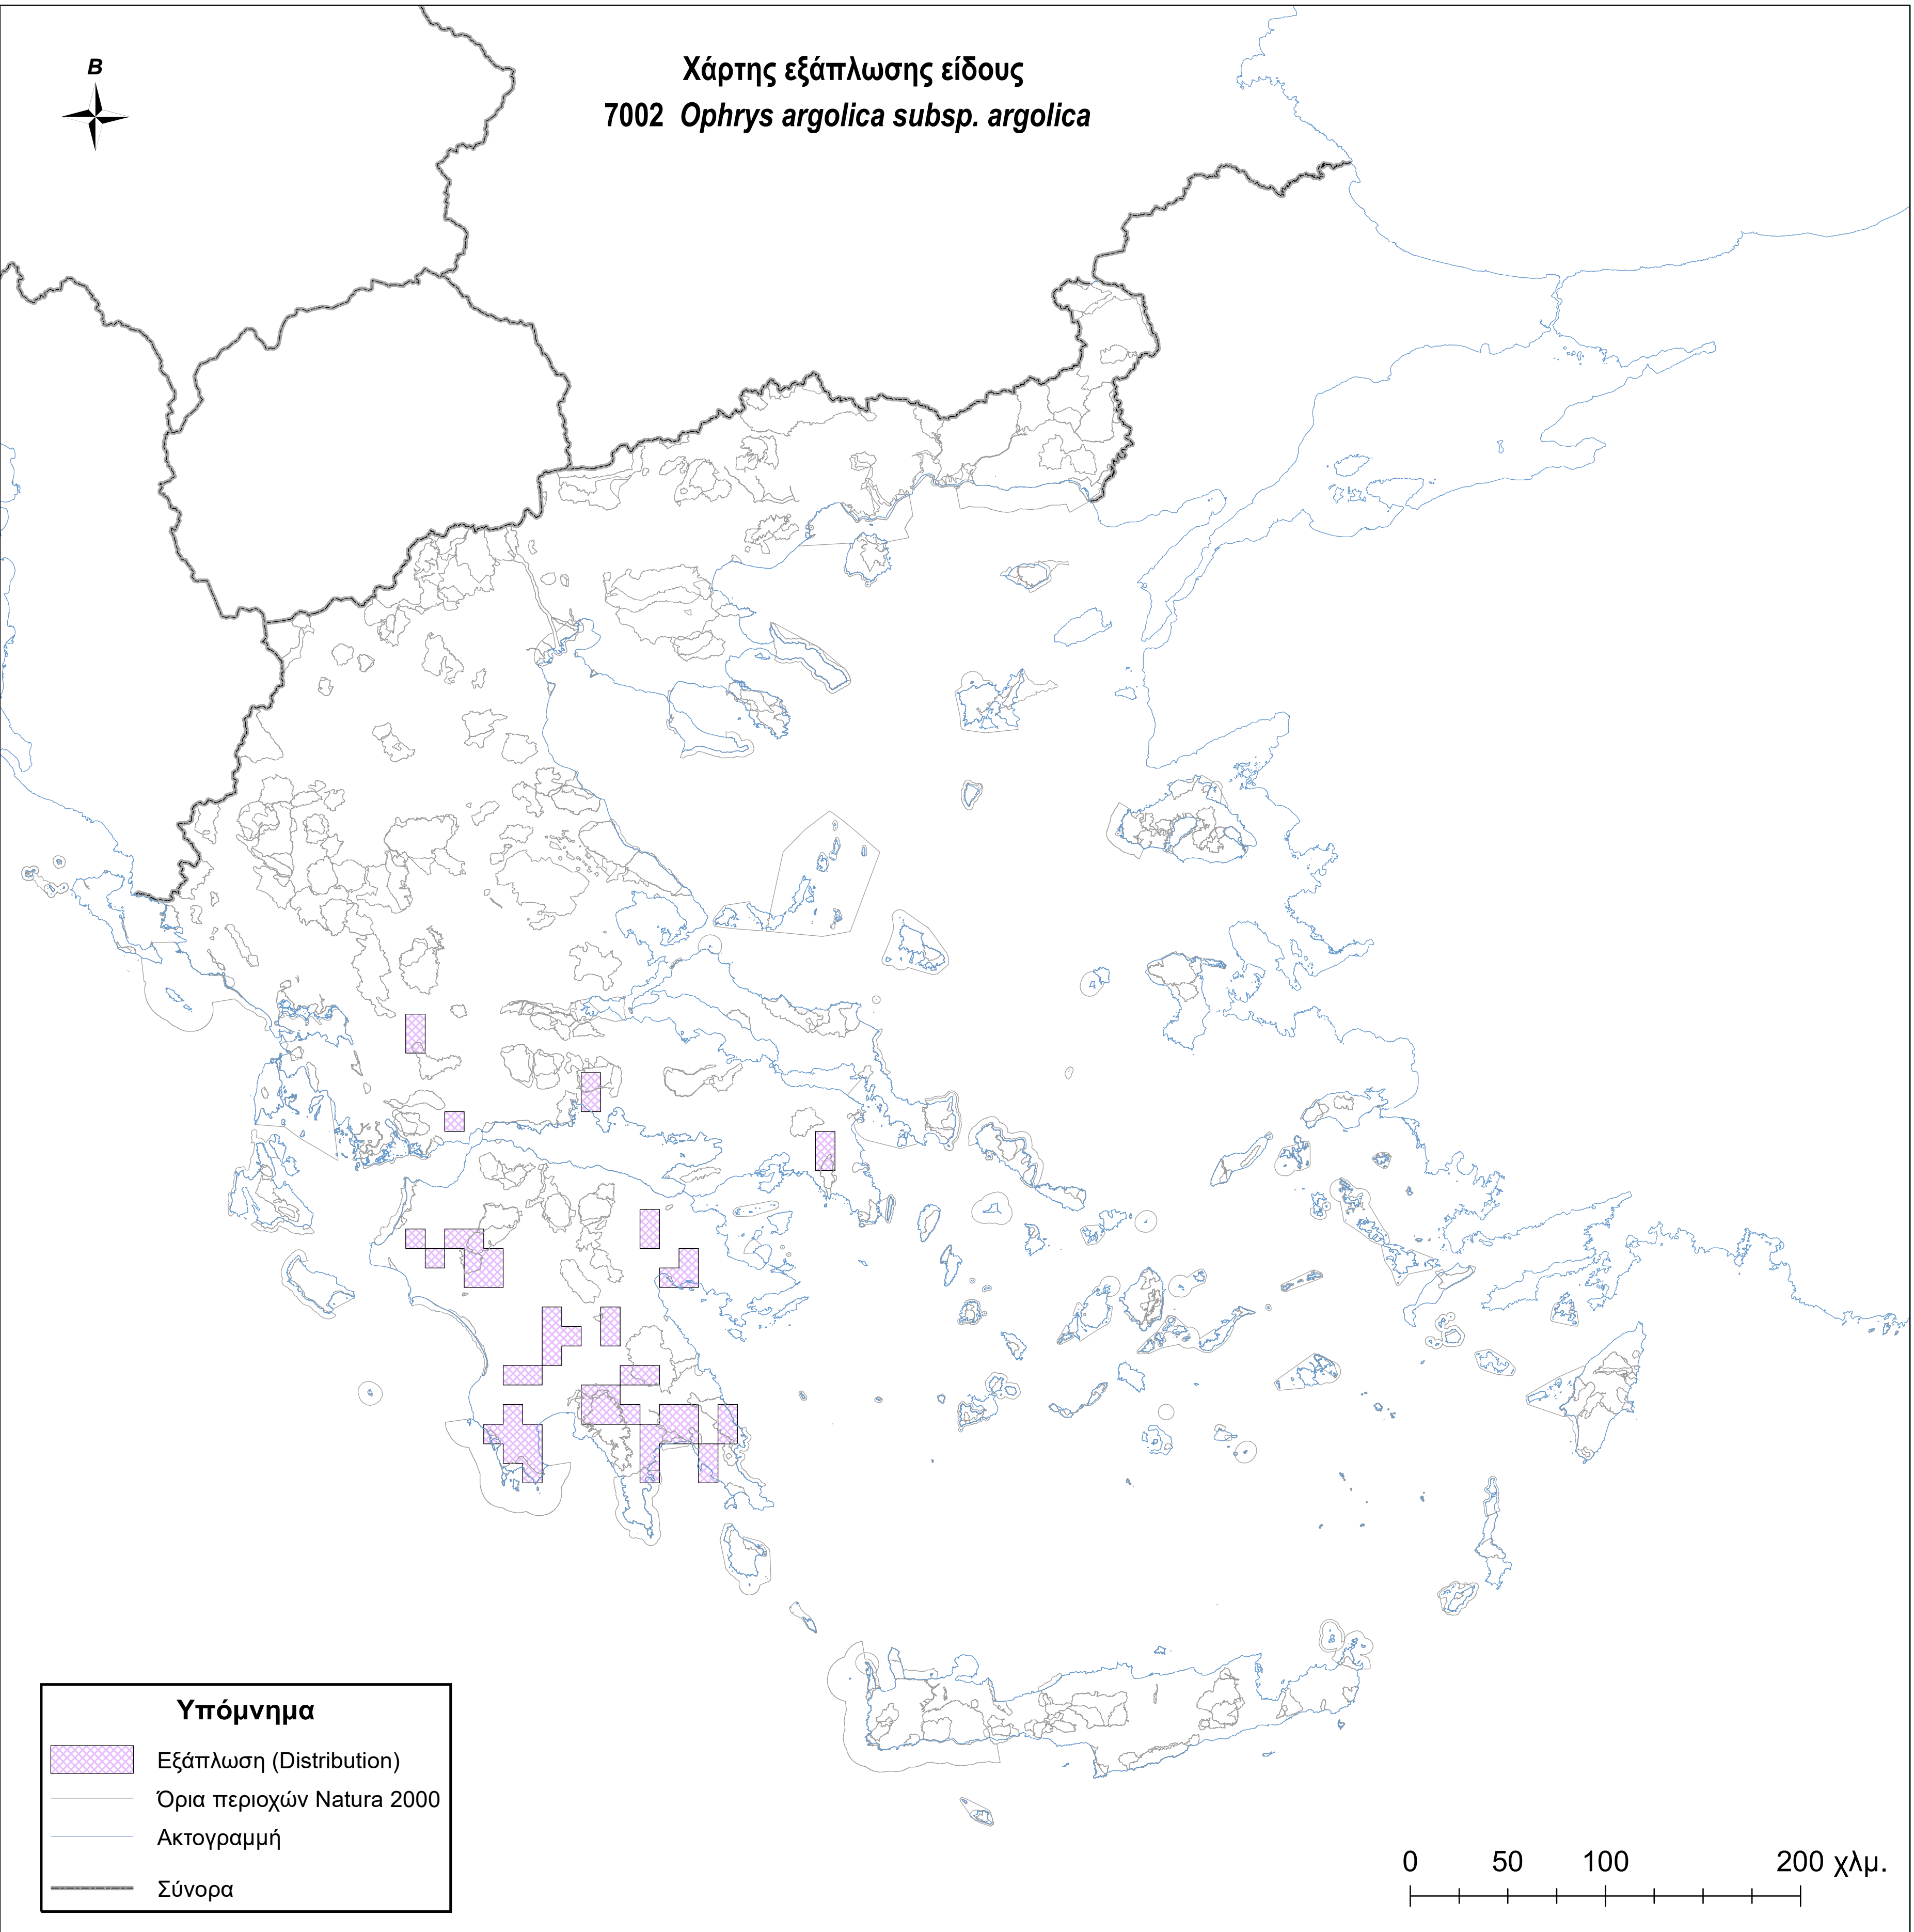 Χάρτης εξάπλωσης είδους
7002 Ophrys argolica subsp. argolica
Β
Υπόμνημα
Εξάπλωση (Distribution)
Όρια περιοχών Natura 2000
Ακτογραμμή
Σύνορα
0 50 100 200 χλμ.